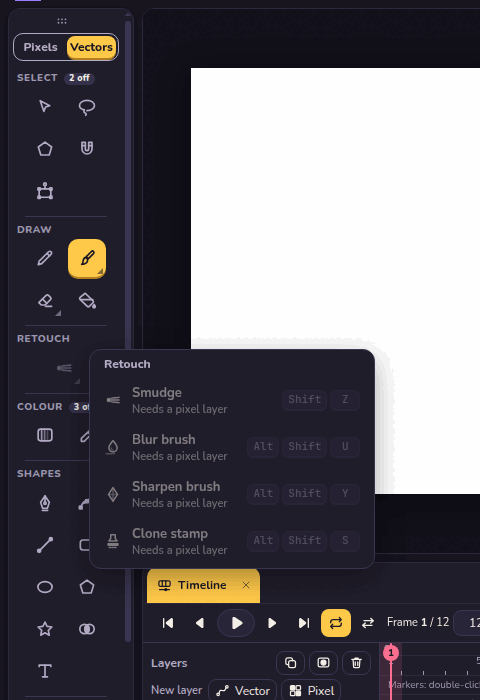 Pixels Vectors
SELECT 2 off
DRAW
RETOUCH
Retouch
Smudge
Needs a pixel layer
Shift Z
Blur brush
Needs a pixel layer
Alt Shift U
Sharpen brush
Needs a pixel layer
Alt Shift Y
Clone stamp
Needs a pixel layer
Alt Shift S
COLOUR 3 of
SHAPES
Timeline
Frame 1 / 12 12
Layers
1
New layer Vector Pixel
Markers: double-clic